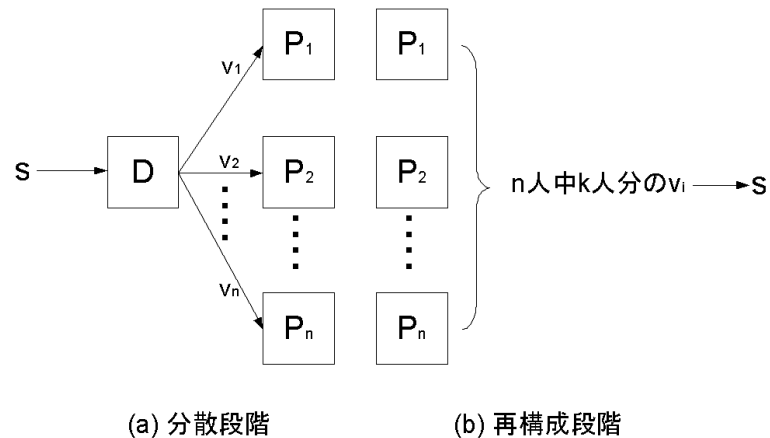 P₁ P₁
v₁
S D v₂ P₂ P₂ n人中k人分のvᵢ S
vₙ
Pₙ Pₙ
(a) 分散段階 (b) 再構成段階